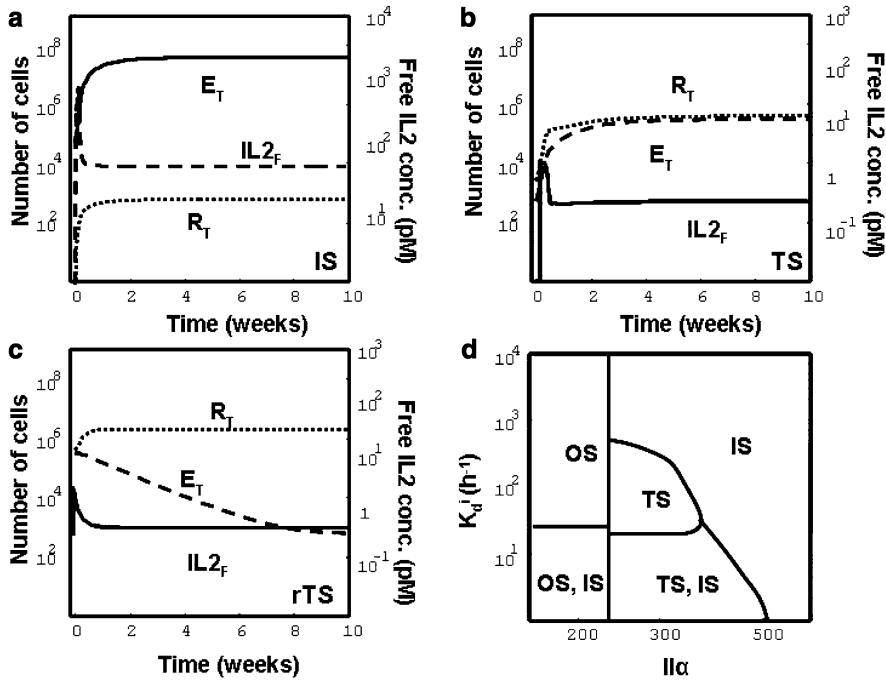 a
Number of cells
10^8
10^6
10^4
10^2
E_T
IL2_F
R_T
IS
10^4
10^3
10^2
10^1
Free IL2 conc. (pM)
0 2 4 6 8 10
Time (weeks)
b
Number of cells
10^8
10^6
10^4
10^2
R_T
E_T
IL2_F
TS
10^3
10^2
10^1
1
10^-1
Free IL2 conc. (pM)
0 2 4 6 8 10
Time (weeks)
c
Number of cells
10^8
10^6
10^4
10^2
R_T
E_T
IL2_F
rTS
10^3
10^2
10^1
1
10^-1
Free IL2 conc. (pM)
0 2 4 6 8 10
Time (weeks)
d
K_d^i (h^-1)
10^4
10^3
10^2
10^1
OS
IS
TS
OS, IS
TS, IS
200 300 500
IIα